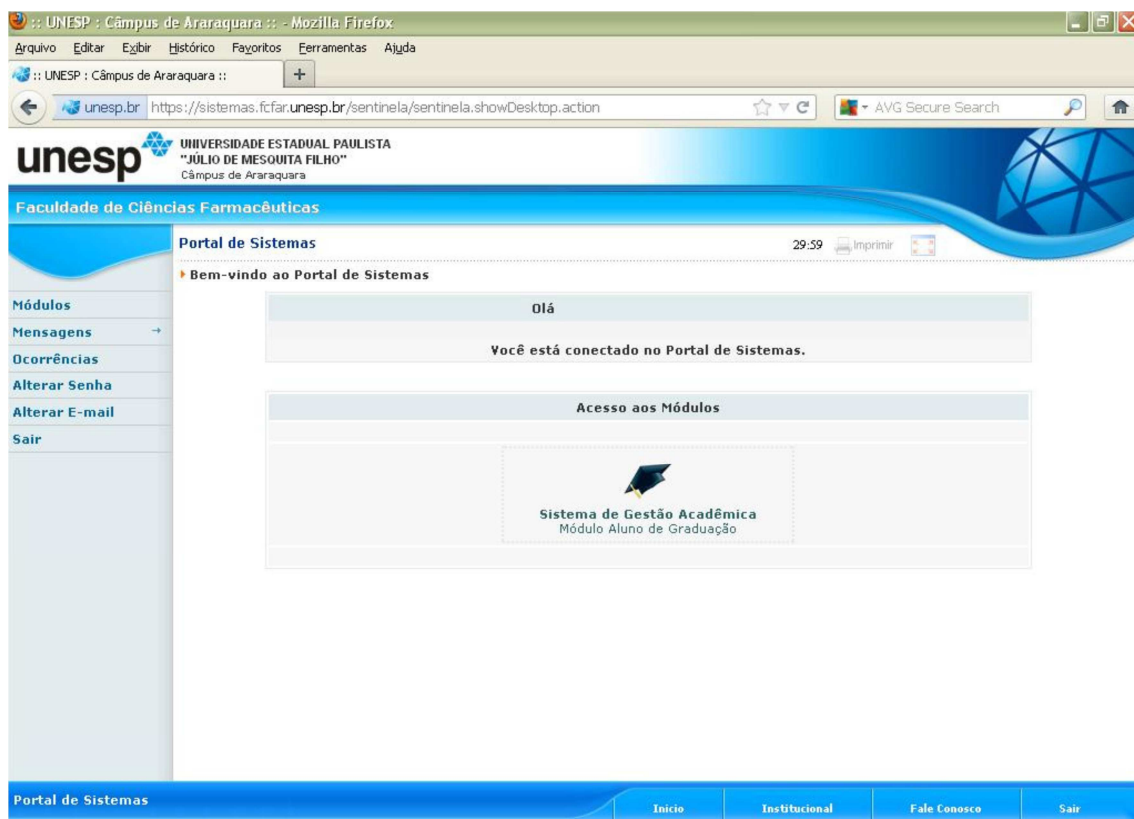 :: UNESP : Câmpus de Araraquara :: - Mozilla Firefox
Arquivo Editar Exibir Histórico Favoritos Ferramentas Ajuda
:: UNESP : Câmpus de Araraquara :: +
unesp.br https://sistemas.fcfar.unesp.br/sentinela/sentinela.showDesktop.action AVG Secure Search
unesp
UNIVERSIDADE ESTADUAL PAULISTA
"JÚLIO DE MESQUITA FILHO"
Câmpus de Araraquara
Faculdade de Ciências Farmacêuticas
Portal de Sistemas 29:59 Imprimir
Bem-vindo ao Portal de Sistemas
Módulos
Mensagens →
Ocorrências
Alterar Senha
Alterar E-mail
Sair
Olá
Você está conectado no Portal de Sistemas.
Acesso aos Módulos
Sistema de Gestão Acadêmica
Módulo Aluno de Graduação
Portal de Sistemas Inicio Institucional Fale Conosco Sair